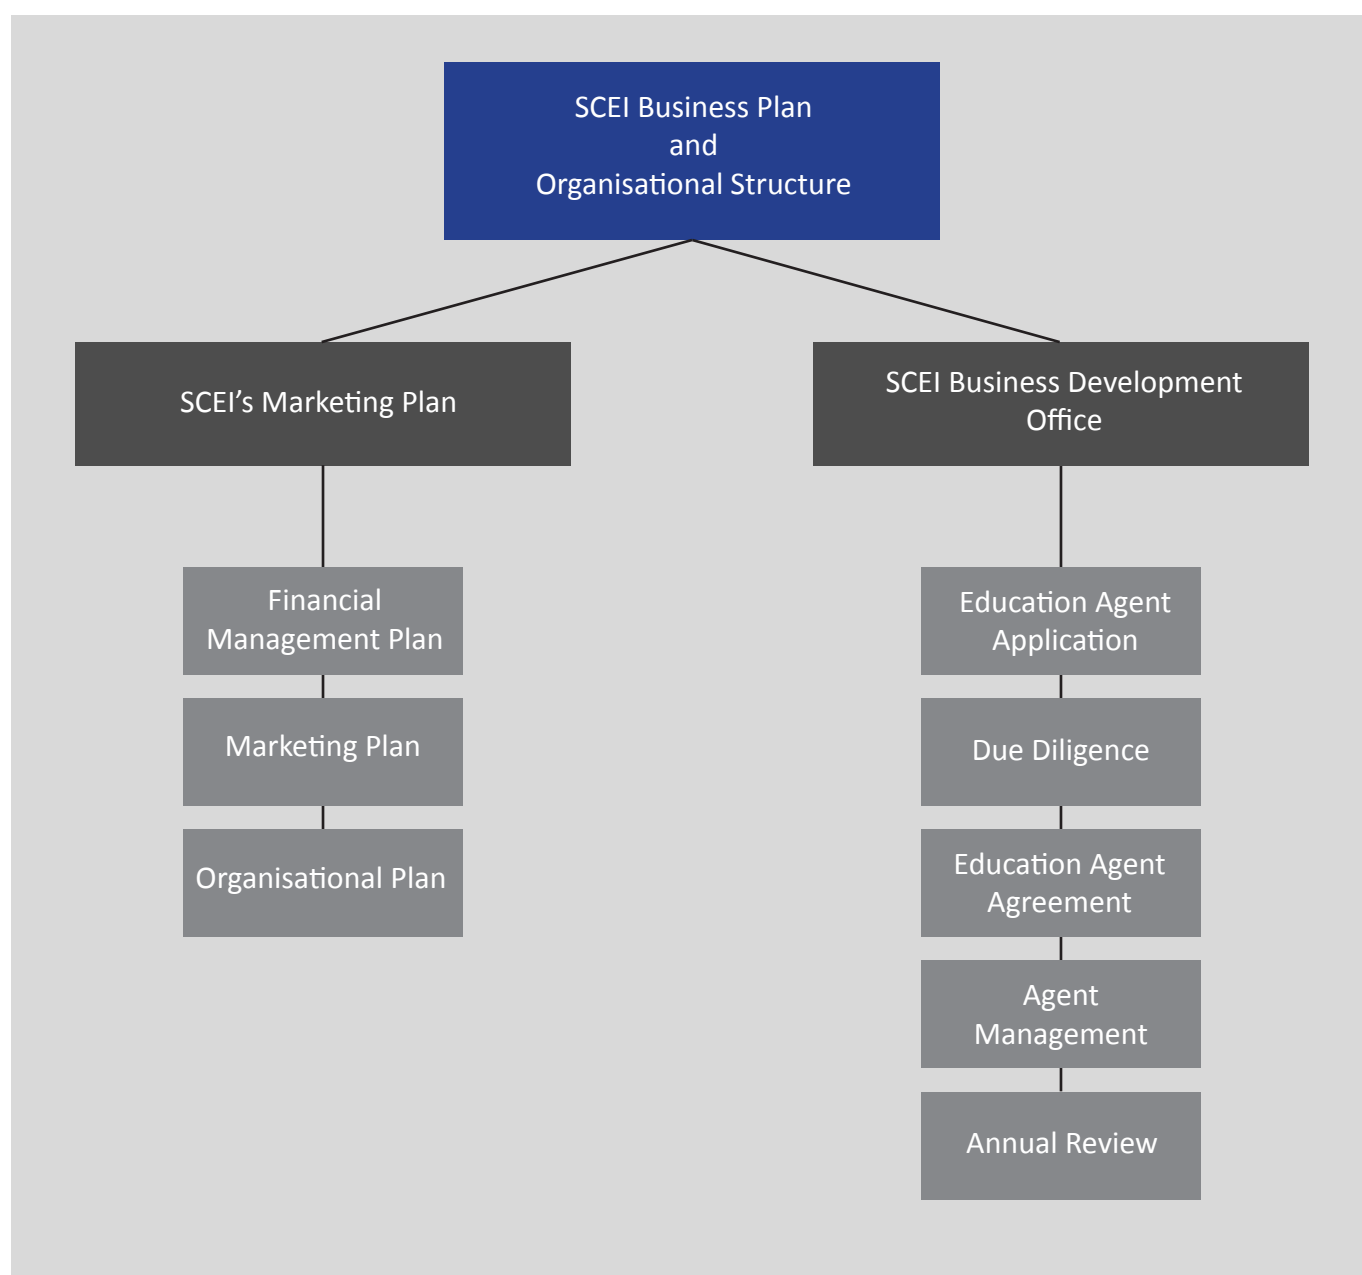 SCEI Business Plan
and
Organisational Structure
SCEI’s Marketing Plan
SCEI Business Development
Office
Financial
Management Plan
Marketing Plan
Organisational Plan
Education Agent
Application
Due Diligence
Education Agent
Agreement
Agent
Management
Annual Review